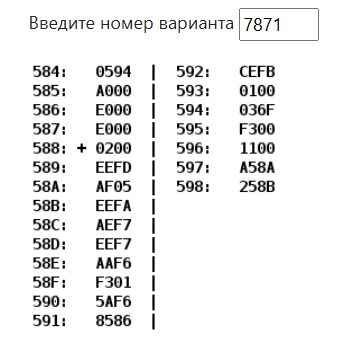 Введите номер варианта 7871
584: 0594 | 592: CEFB
585: A000 | 593: 0100
586: E000 | 594: 036F
587: E000 | 595: F300
588: + 0200 | 596: 1100
589: EEFD | 597: A58A
58A: AF05 | 598: 258B
58B: EEFA |
58C: AEF7 |
58D: EEF7 |
58E: AAF6 |
58F: F301 |
590: 5AF6 |
591: 8586 |